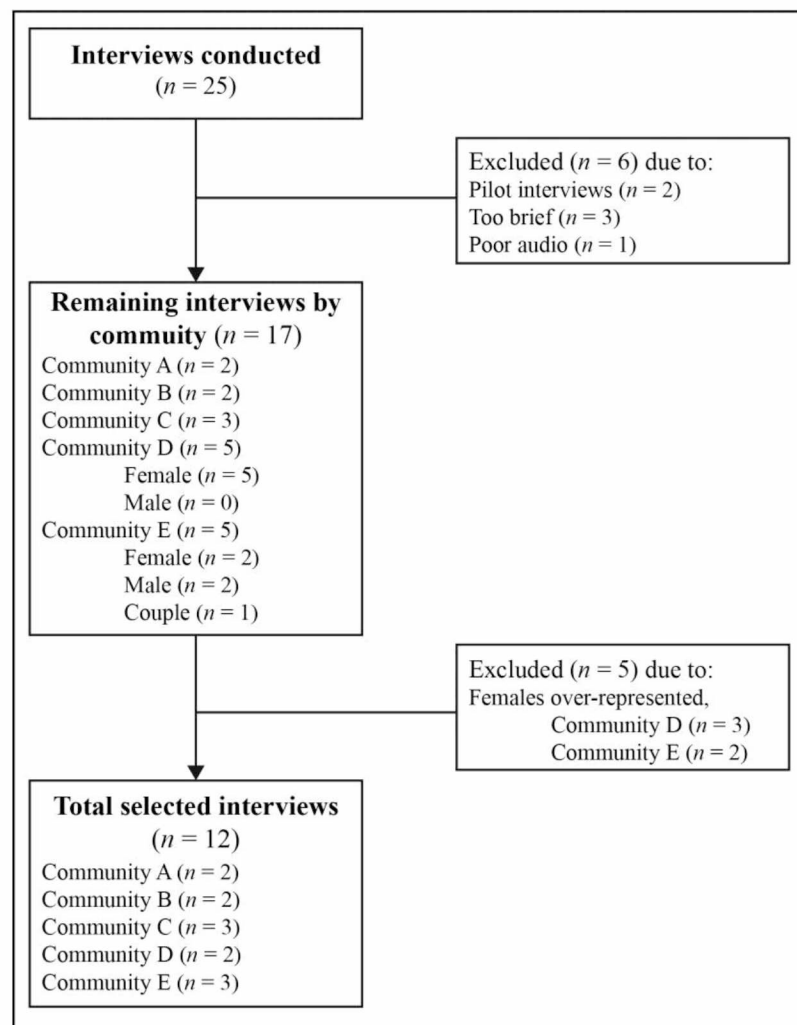 Interviews conducted
(n = 25)
Excluded (n = 6) due to:
Pilot interviews (n = 2)
Too brief (n = 3)
Poor audio (n = 1)
Remaining interviews by
commuity (n = 17)
Community A (n = 2)
Community B (n = 2)
Community C (n = 3)
Community D (n = 5)
Female (n = 5)
Male (n = 0)
Community E (n = 5)
Female (n = 2)
Male (n = 2)
Couple (n = 1)
Excluded (n = 5) due to:
Females over-represented,
Community D (n = 3)
Community E (n = 2)
Total selected interviews
(n = 12)
Community A (n = 2)
Community B (n = 2)
Community C (n = 3)
Community D (n = 2)
Community E (n = 3)